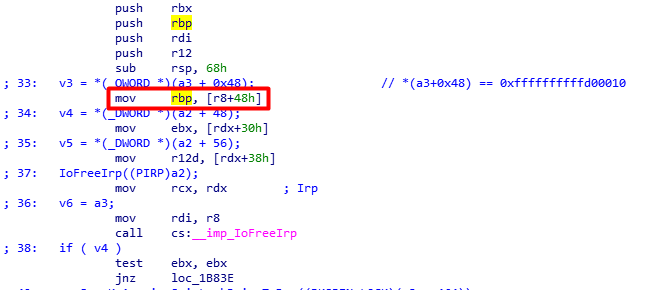 push rbx
push rbp
push rdi
push r12
sub rsp, 68h
; 33: v3 = *(_QWORD *)(a3 + 0x48); // *(a3+0x48) == 0xffffffffffd00010
mov rbp, [r8+48h]
; 34: v4 = *(_DWORD *)(a2 + 48);
mov ebx, [rdx+30h]
; 35: v5 = *(_DWORD *)(a2 + 56);
mov r12d, [rdx+38h]
; 37: IoFreeIrp((PIRP)a2);
mov rcx, rdx ; Irp
; 36: v6 = a3;
mov rdi, r8
call cs:__imp_IoFreeIrp
; 38: if ( v4 )
test ebx, ebx
jnz loc_1B83E